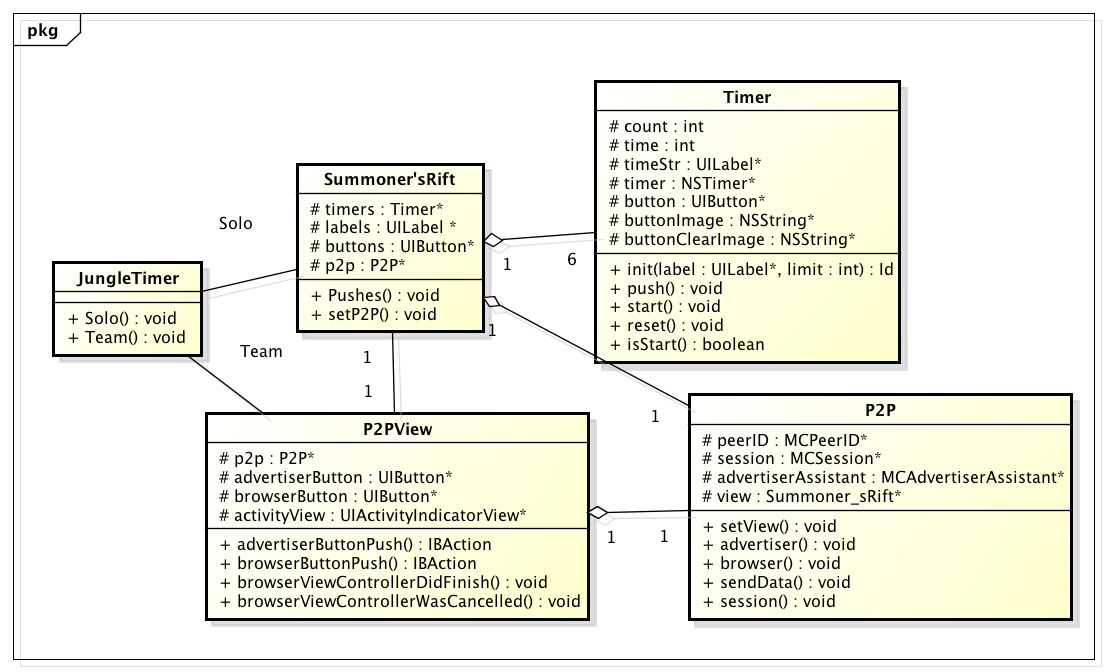 pkg
Timer
# count : int
# time : int
# timeStr : UILabel*
# timer : NSTimer*
# button : UIButton*
# buttonImage : NSString*
# buttonClearImage : NSString*
+ init(label : UILabel*, limit : int) : Id
+ push() : void
+ start() : void
+ reset() : void
+ isStart() : boolean
Summoner'sRift
# timers : Timer*
# labels : UILabel *
# buttons : UIButton*
# p2p : P2P*
+ Pushes() : void
+ setP2P() : void
Solo
1
6
JungleTimer
+ Solo() : void
+ Team() : void
Team
1
1
1
1
P2PView
# p2p : P2P*
# advertiserButton : UIButton*
# browserButton : UIButton*
# activityView : UIActivityIndicatorView*
+ advertiserButtonPush() : IBAction
+ browserButtonPush() : IBAction
+ browserViewControllerDidFinish() : void
+ browserViewControllerWasCancelled() : void
1
1
P2P
# peerID : MCPeerID*
# session : MCSession*
# advertiserAssistant : MCAdvertiserAssistant*
# view : Summoner_sRift*
+ setView() : void
+ advertiser() : void
+ browser() : void
+ sendData() : void
+ session() : void